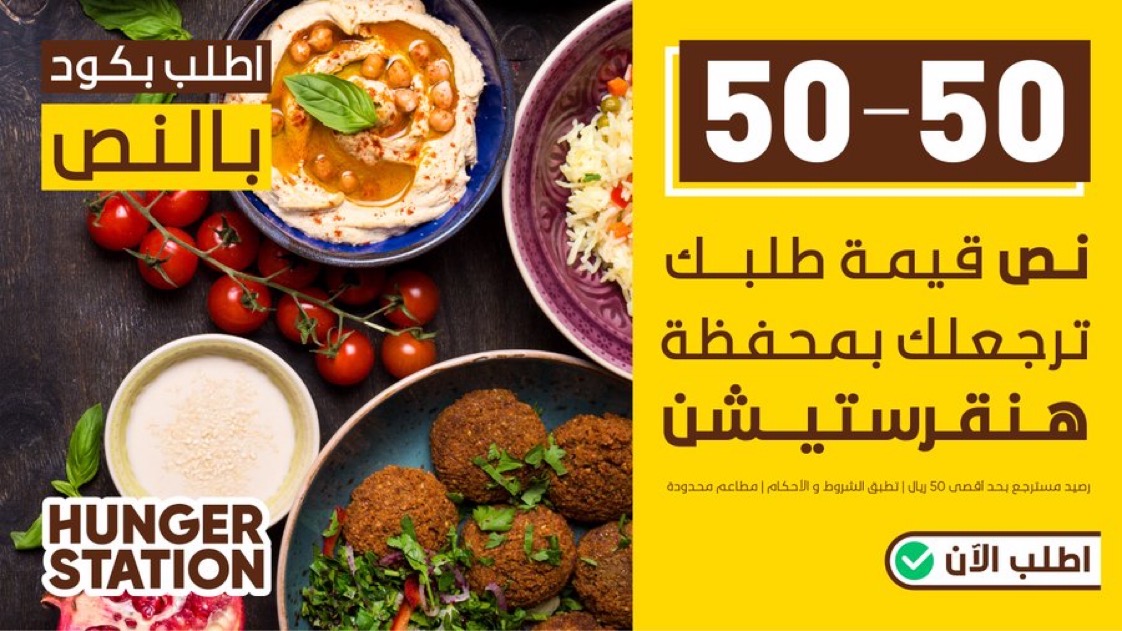 اطلب بكود
بالنص
50-50
نص قيمة طلبك
ترجعلك بمحفظة
هنقرستيشن
رصيد مسترجع بحد أقصى 50 ريال | تطبق الشروط و الأحكام | مطاعم محدودة
اطلب الآن
HUNGER
STATION